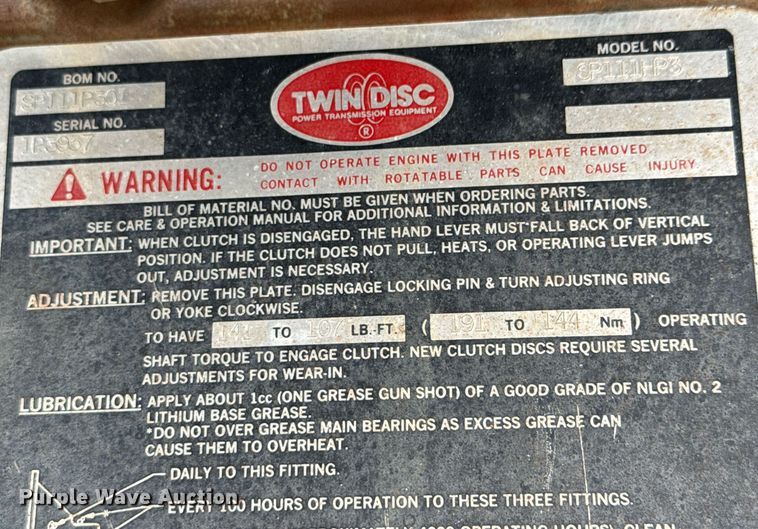 BOM NO.
SERIAL NO.
MODEL NO.
SP111HP3
TWIN DISC
POWER TRANSMISSION EQUIPMENT
®
WARNING:
DO NOT OPERATE ENGINE WITH THIS PLATE REMOVED.
CONTACT WITH ROTATABLE PARTS CAN CAUSE INJURY.
BILL OF MATERIAL NO. MUST BE GIVEN WHEN ORDERING PARTS.
SEE CARE & OPERATION MANUAL FOR ADDITIONAL INFORMATION & LIMITATIONS.
IMPORTANT: WHEN CLUTCH IS DISENGAGED, THE HAND LEVER MUST FALL BACK OF VERTICAL
POSITION. IF THE CLUTCH DOES NOT PULL, HEATS, OR OPERATING LEVER JUMPS
OUT, ADJUSTMENT IS NECESSARY.
ADJUSTMENT: REMOVE THIS PLATE. DISENGAGE LOCKING PIN & TURN ADJUSTING RING
OR YOKE CLOCKWISE.
TO HAVE 141 TO 107 LB.-FT. ( 191 TO 144 Nm ) OPERATING
SHAFT TORQUE TO ENGAGE CLUTCH. NEW CLUTCH DISCS REQUIRE SEVERAL
ADJUSTMENTS FOR WEAR-IN.
LUBRICATION: APPLY ABOUT 1cc (ONE GREASE GUN SHOT) OF A GOOD GRADE OF NLGI NO. 2
LITHIUM BASE GREASE.
*DO NOT OVER GREASE MAIN BEARINGS AS EXCESS GREASE CAN
CAUSE THEM TO OVERHEAT.
DAILY TO THIS FITTING.
EVERY 100 HOURS OF OPERATION TO THESE THREE FITTINGS.
OPERATING HOURS) CLEAN
Purple Wave Auction